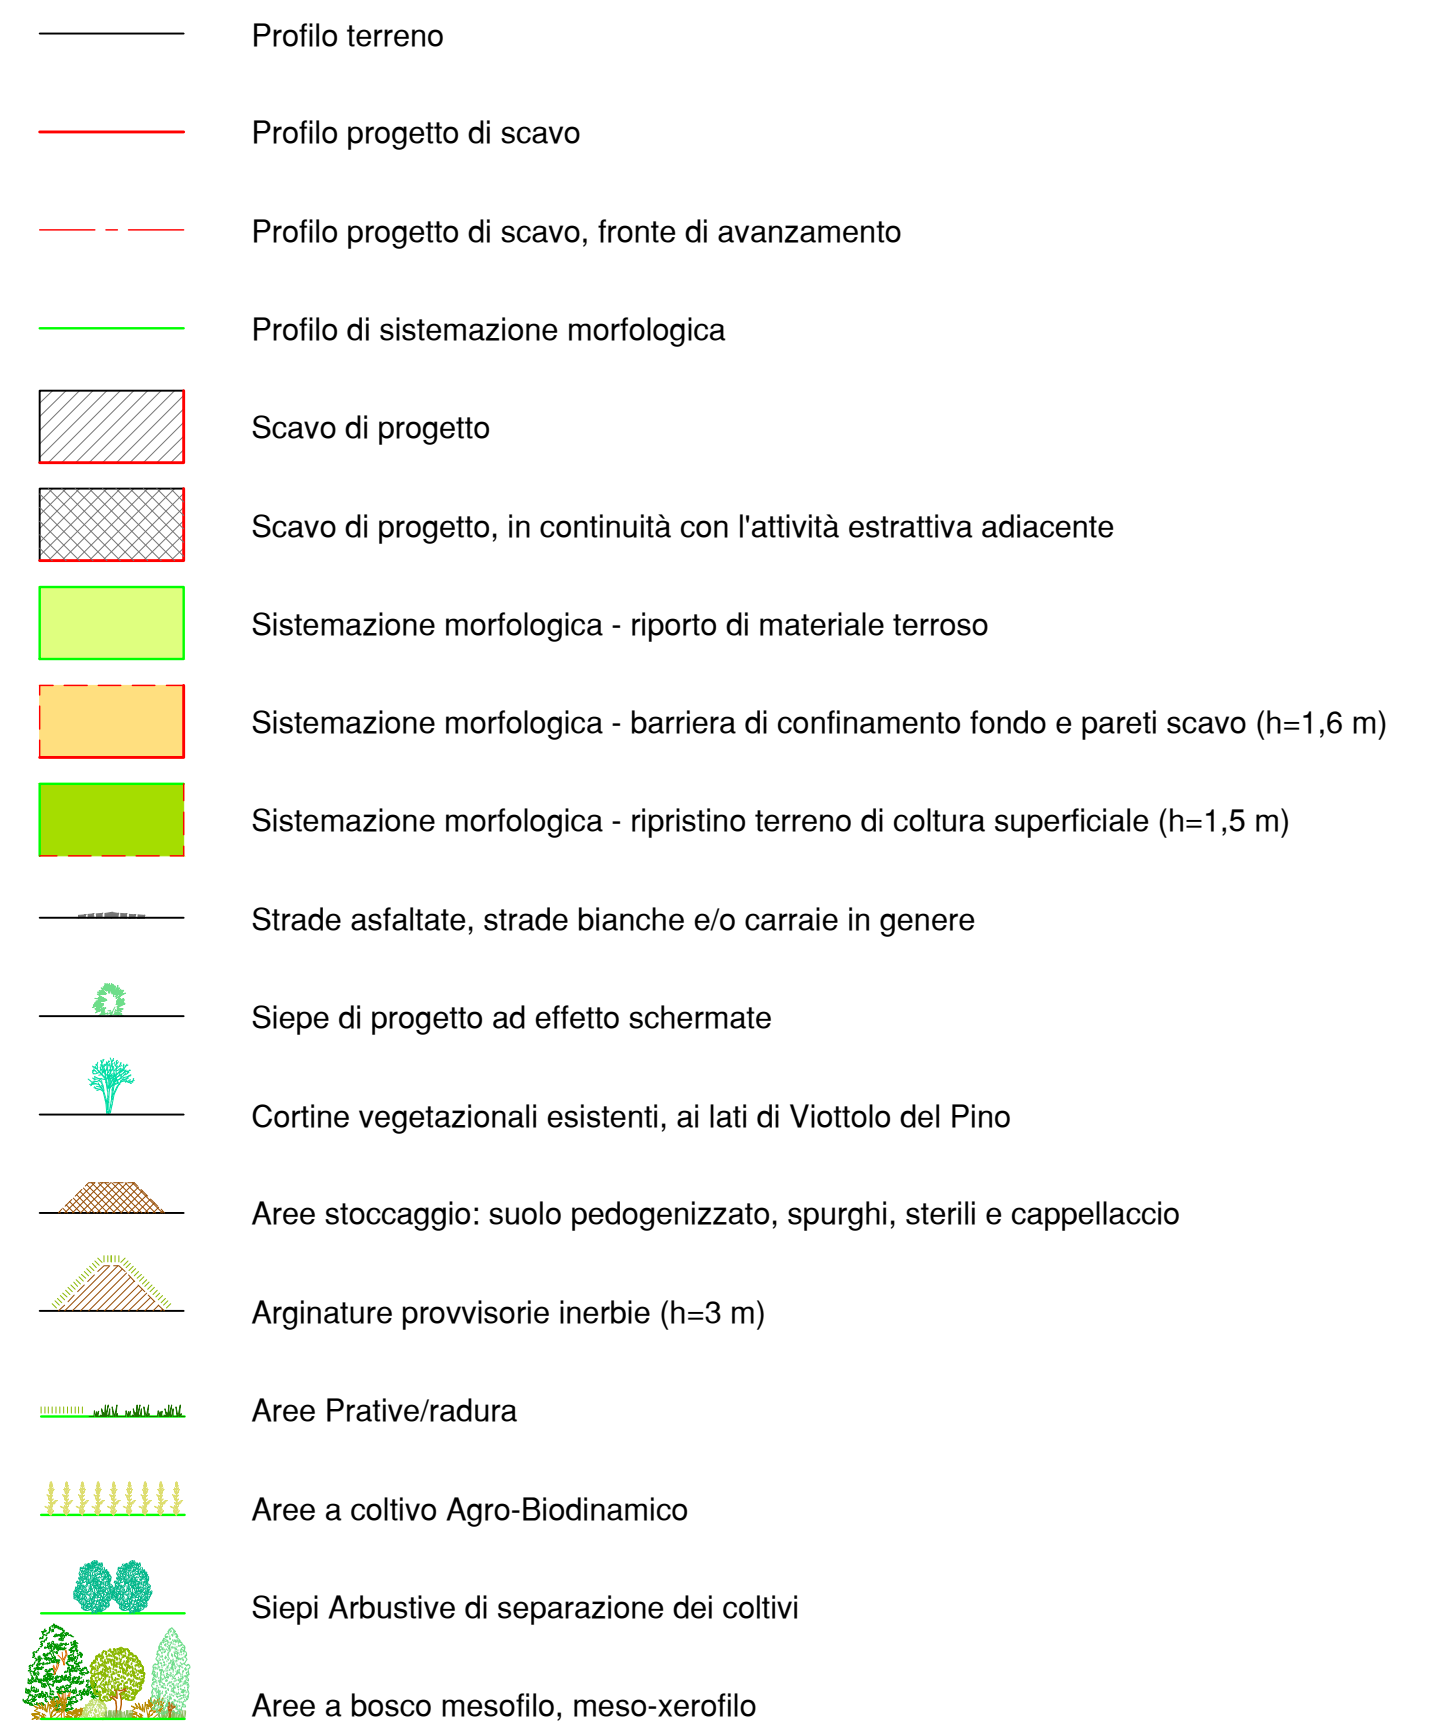 Profilo terreno
Profilo progetto di scavo
Profilo progetto di scavo, fronte di avanzamento
Profilo di sistemazione morfologica
Scavo di progetto
Scavo di progetto, in continuità con l'attività estrattiva adiacente
Sistemazione morfologica - riporto di materiale terroso
Sistemazione morfologica - barriera di confinamento fondo e pareti scavo (h=1,6 m)
Sistemazione morfologica - ripristino terreno di coltura superficiale (h=1,5 m)
Strade asfaltate, strade bianche e/o carraie in genere
Siepe di progetto ad effetto schermate
Cortine vegetazionali esistenti, ai lati di Viottolo del Pino
Aree stoccaggio: suolo pedogenizzato, spurghi, sterili e cappellaccio
Arginature provvisorie inerbie (h=3 m)
Aree Prative/radura
Aree a coltivo Agro-Biodinamico
Siepi Arbustive di separazione dei coltivi
Aree a bosco mesofilo, meso-xerofilo